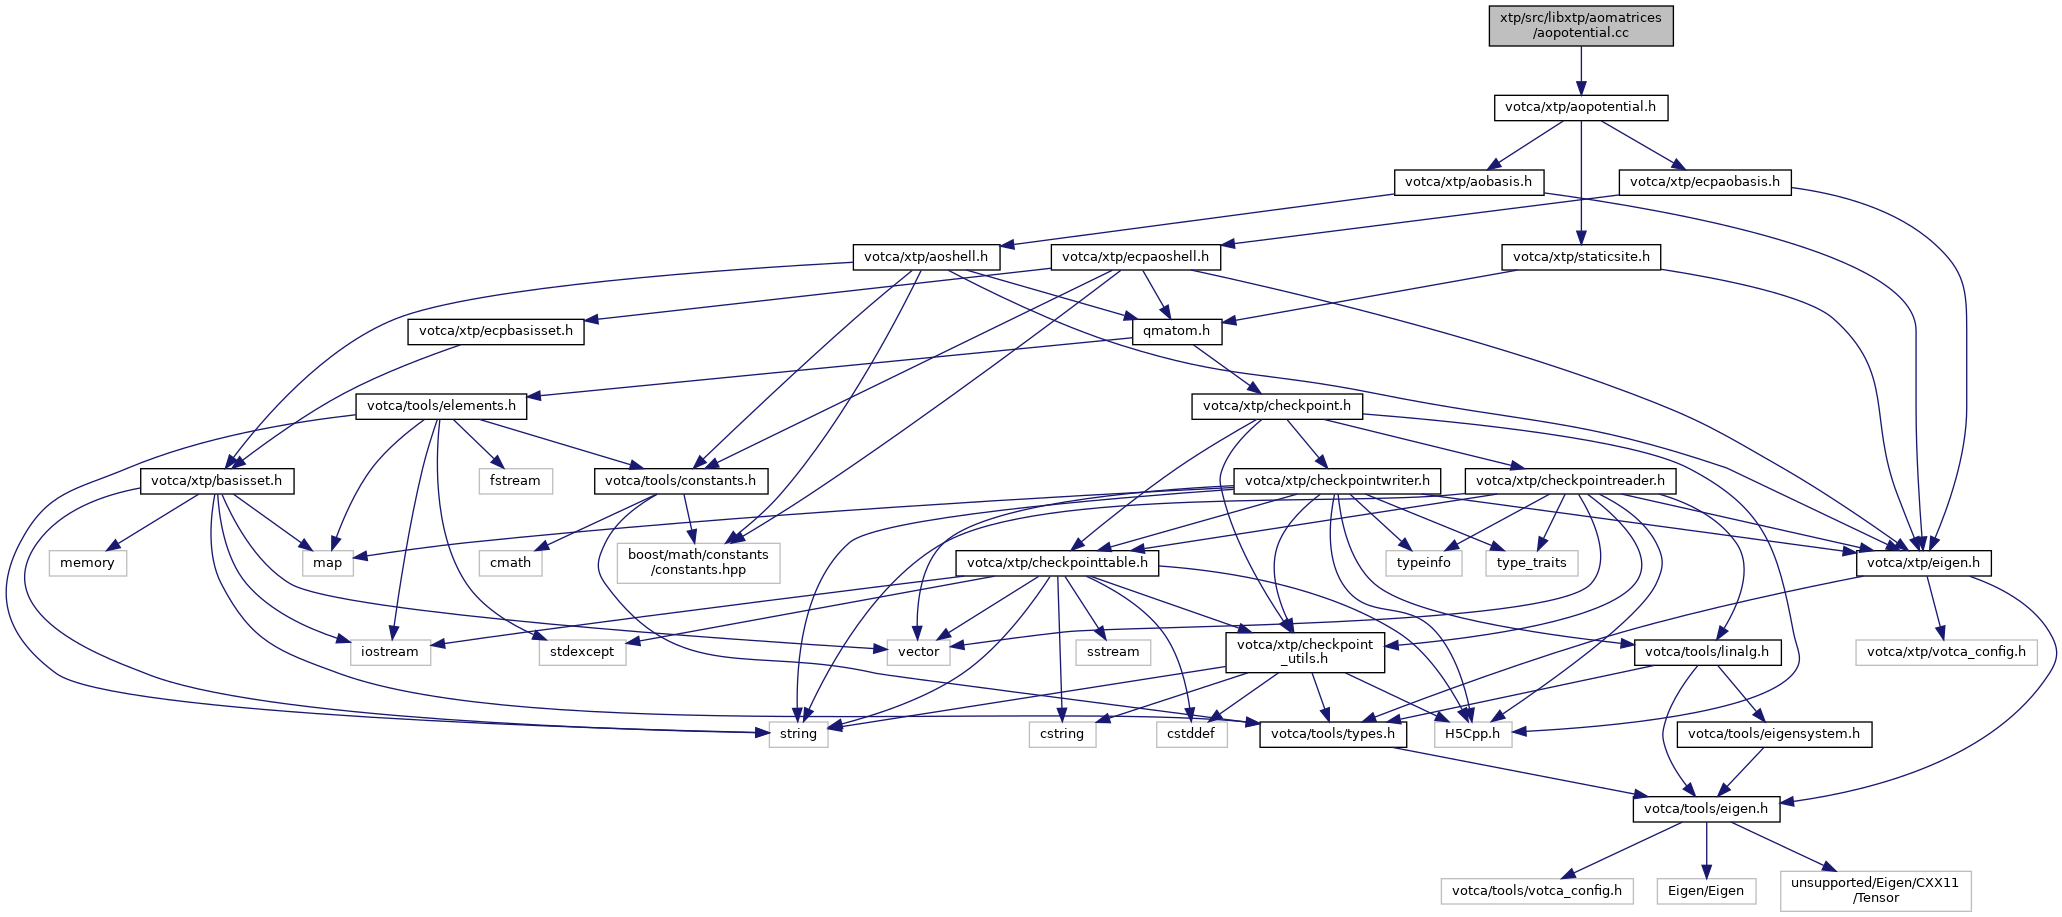 xtp/src/libxtp/aomatrices
/aopotential.cc
votca/xtp/aopotential.h
votca/xtp/aobasis.h
votca/xtp/ecpaobasis.h
votca/xtp/aoshell.h
votca/xtp/ecpaoshell.h
votca/xtp/staticsite.h
votca/xtp/ecpbasisset.h
qmatom.h
votca/tools/elements.h
votca/xtp/checkpoint.h
votca/xtp/basisset.h
fstream
votca/tools/constants.h
votca/xtp/checkpointwriter.h
votca/xtp/checkpointreader.h
memory
map
cmath
boost/math/constants
/constants.hpp
votca/xtp/checkpointtable.h
typeinfo
type_traits
votca/xtp/eigen.h
iostream
stdexcept
vector
sstream
votca/xtp/checkpoint
_utils.h
votca/tools/linalg.h
votca/xtp/votca_config.h
string
cstring
cstddef
votca/tools/types.h
H5Cpp.h
votca/tools/eigensystem.h
votca/tools/eigen.h
votca/tools/votca_config.h
Eigen/Eigen
unsupported/Eigen/CXX11
/Tensor